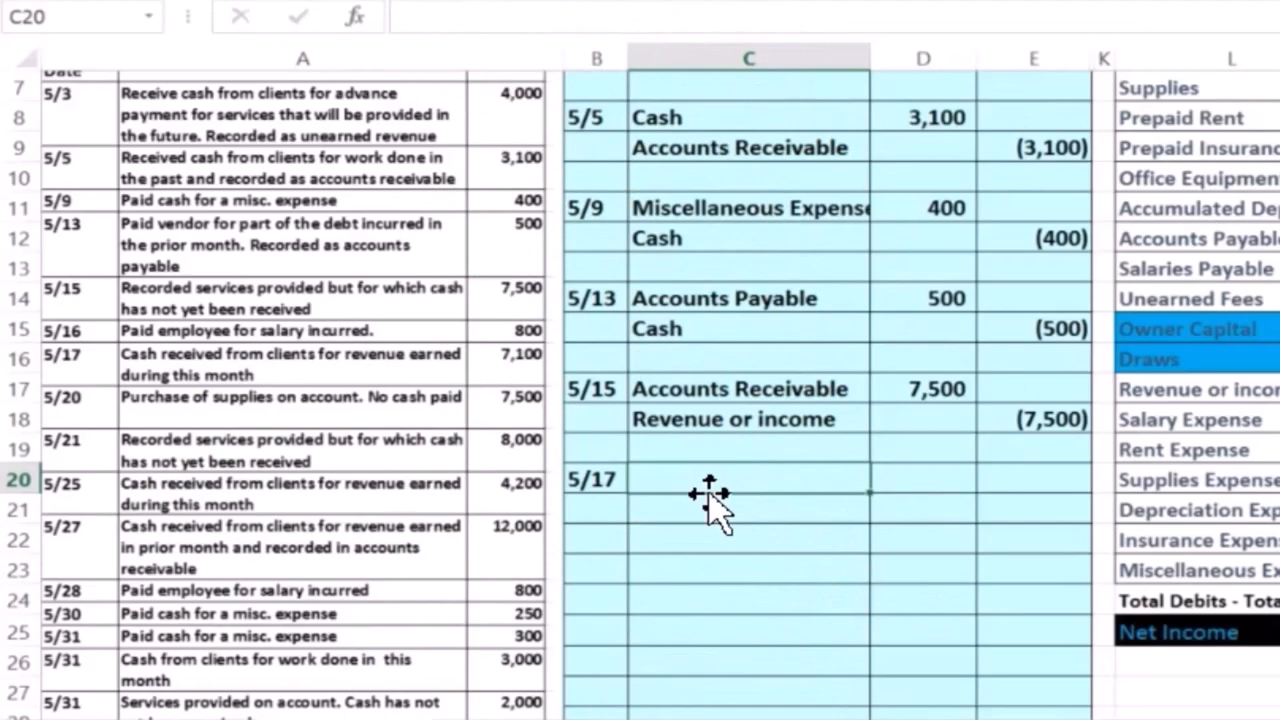 C20 fx
A B C D E K L
Date
7
8
9
10
11
12
13
14
15
16
17
18
19
20
21
22
23
24
25
26
27
5/3 Receive cash from clients for advance 4,000
payment for services that will be provided in
the future. Recorded as unearned revenue
5/5 Received cash from clients for work done in 3,100
the past and recorded as accounts receivable
5/9 Paid cash for a misc. expense 400
5/13 Paid vendor for part of the debt incurred in 500
the prior month. Recorded as accounts
payable
5/15 Recorded services provided but for which cash 7,500
has not yet been received
5/16 Paid employee for salary incurred. 800
5/17 Cash received from clients for revenue earned 7,100
during this month
5/20 Purchase of supplies on account. No cash paid 7,500
5/21 Recorded services provided but for which cash 8,000
has not yet been received
5/25 Cash received from clients for revenue earned 4,200
during this month
5/27 Cash received from clients for revenue earned 12,000
in prior month and recorded in accounts
receivable
5/28 Paid employee for salary incurred 800
5/30 Paid cash for a misc. expense 250
5/31 Paid cash for a misc. expense 300
5/31 Cash from clients for work done in this 3,000
month
5/31 Services provided on account. Cash has not 2,000
5/5 Cash 3,100
Accounts Receivable (3,100)
5/9 Miscellaneous Expense 400
Cash (400)
5/13 Accounts Payable 500
Cash (500)
5/15 Accounts Receivable 7,500
Revenue or income (7,500)
5/17
Supplies
Prepaid Rent
Prepaid Insuranc
Office Equipmen
Accumulated De
Accounts Payabl
Salaries Payable
Unearned Fees
Owner Capital
Draws
Revenue or incor
Salary Expense
Rent Expense
Supplies Expense
Depreciation Exp
Insurance Expen
Miscellaneous Ex
Total Debits - Tota
Net Income